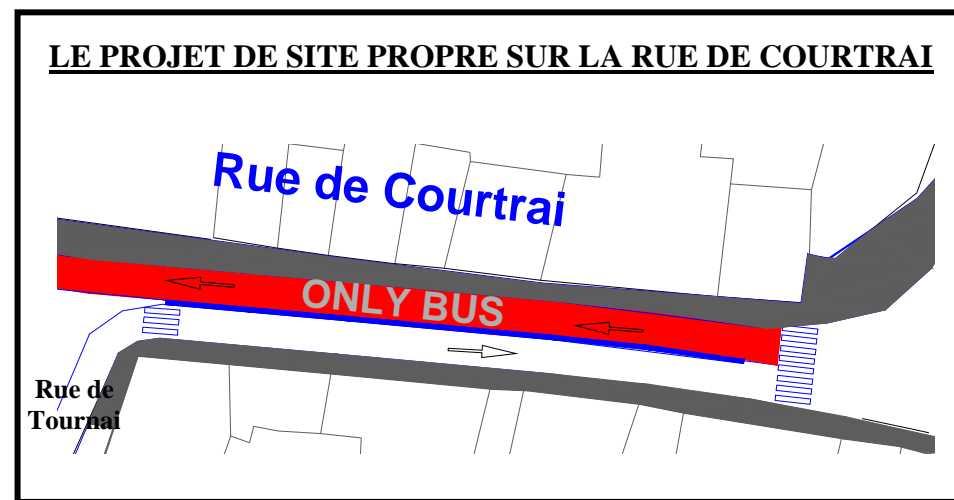 LE PROJET DE SITE PROPRE SUR LA RUE DE COURTRAI
Rue de Courtrai
ONLY BUS
Rue de
Tournai